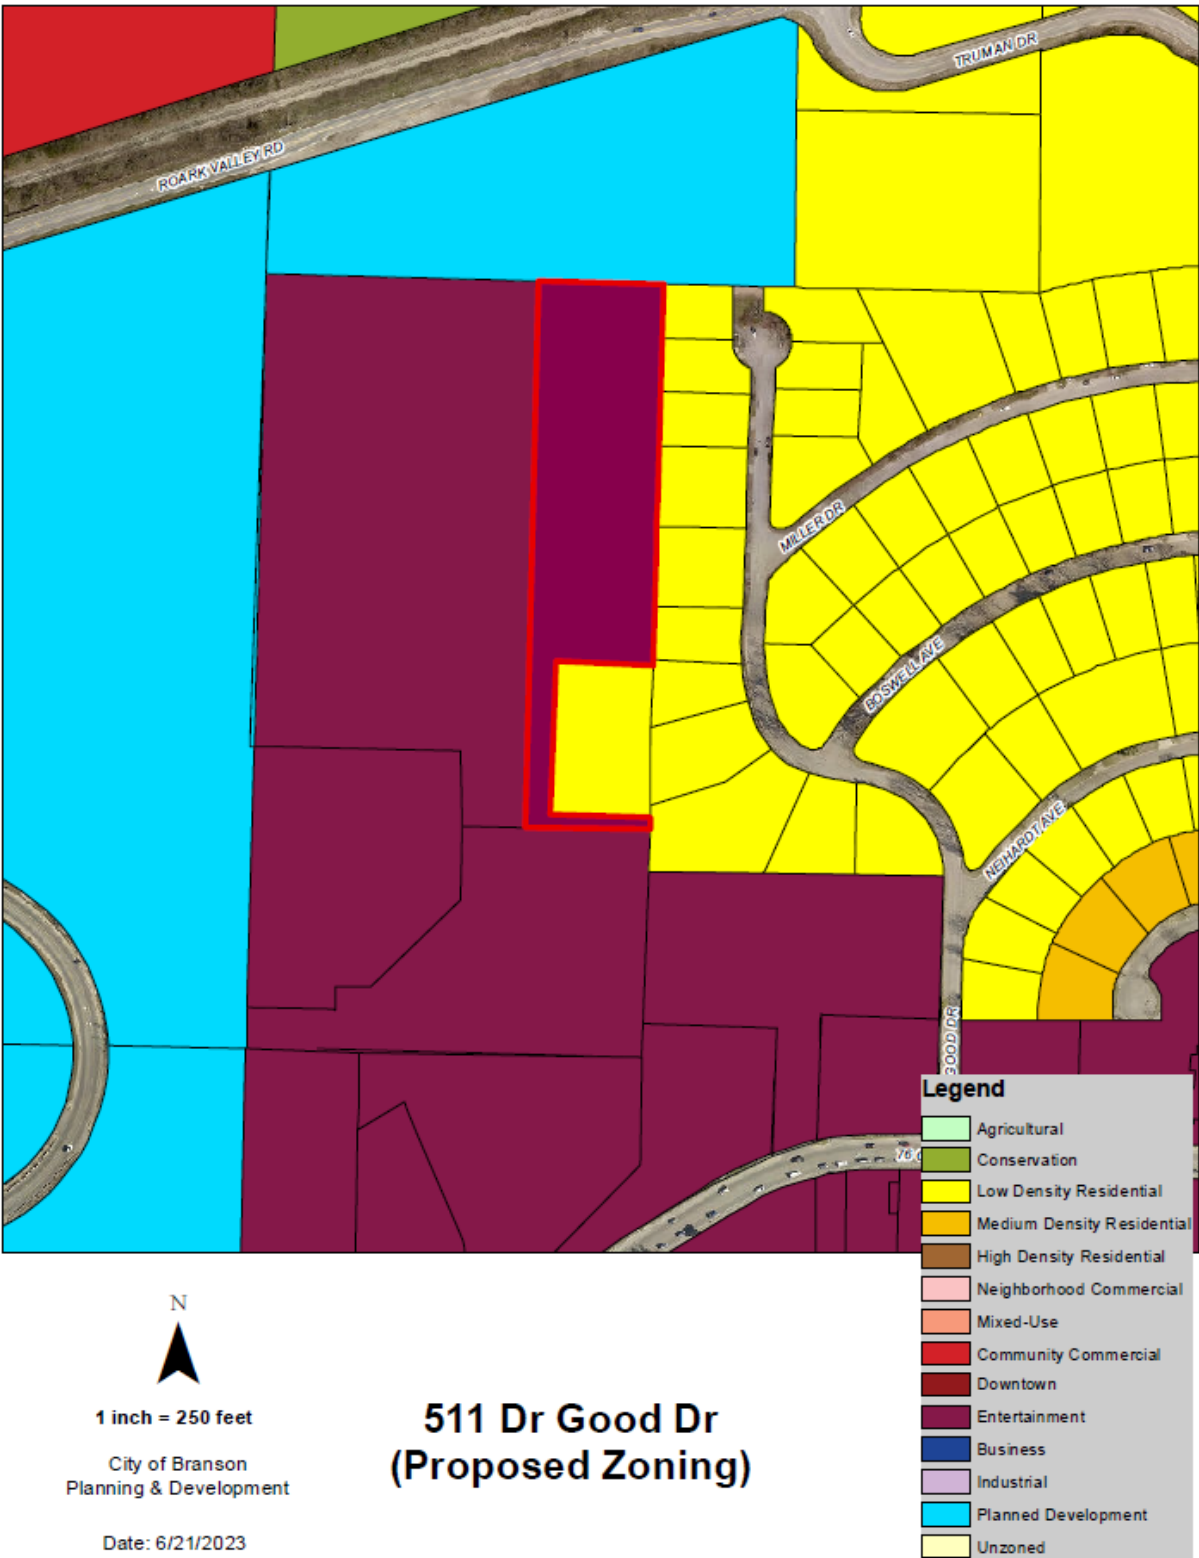 TRUMAN DR
ROARK VALLEY RD
MILLER DR
BOSWELL AVE
NEIHARDT AVE
GOOD DR
76
Legend
Agricultural
Conservation
Low Density Residential
Medium Density Residential
High Density Residential
Neighborhood Commercial
Mixed-Use
Community Commercial
Downtown
Entertainment
Business
Industrial
Planned Development
Unzoned
N
1 inch = 250 feet
City of Branson
Planning & Development
Date: 6/21/2023
511 Dr Good Dr
(Proposed Zoning)